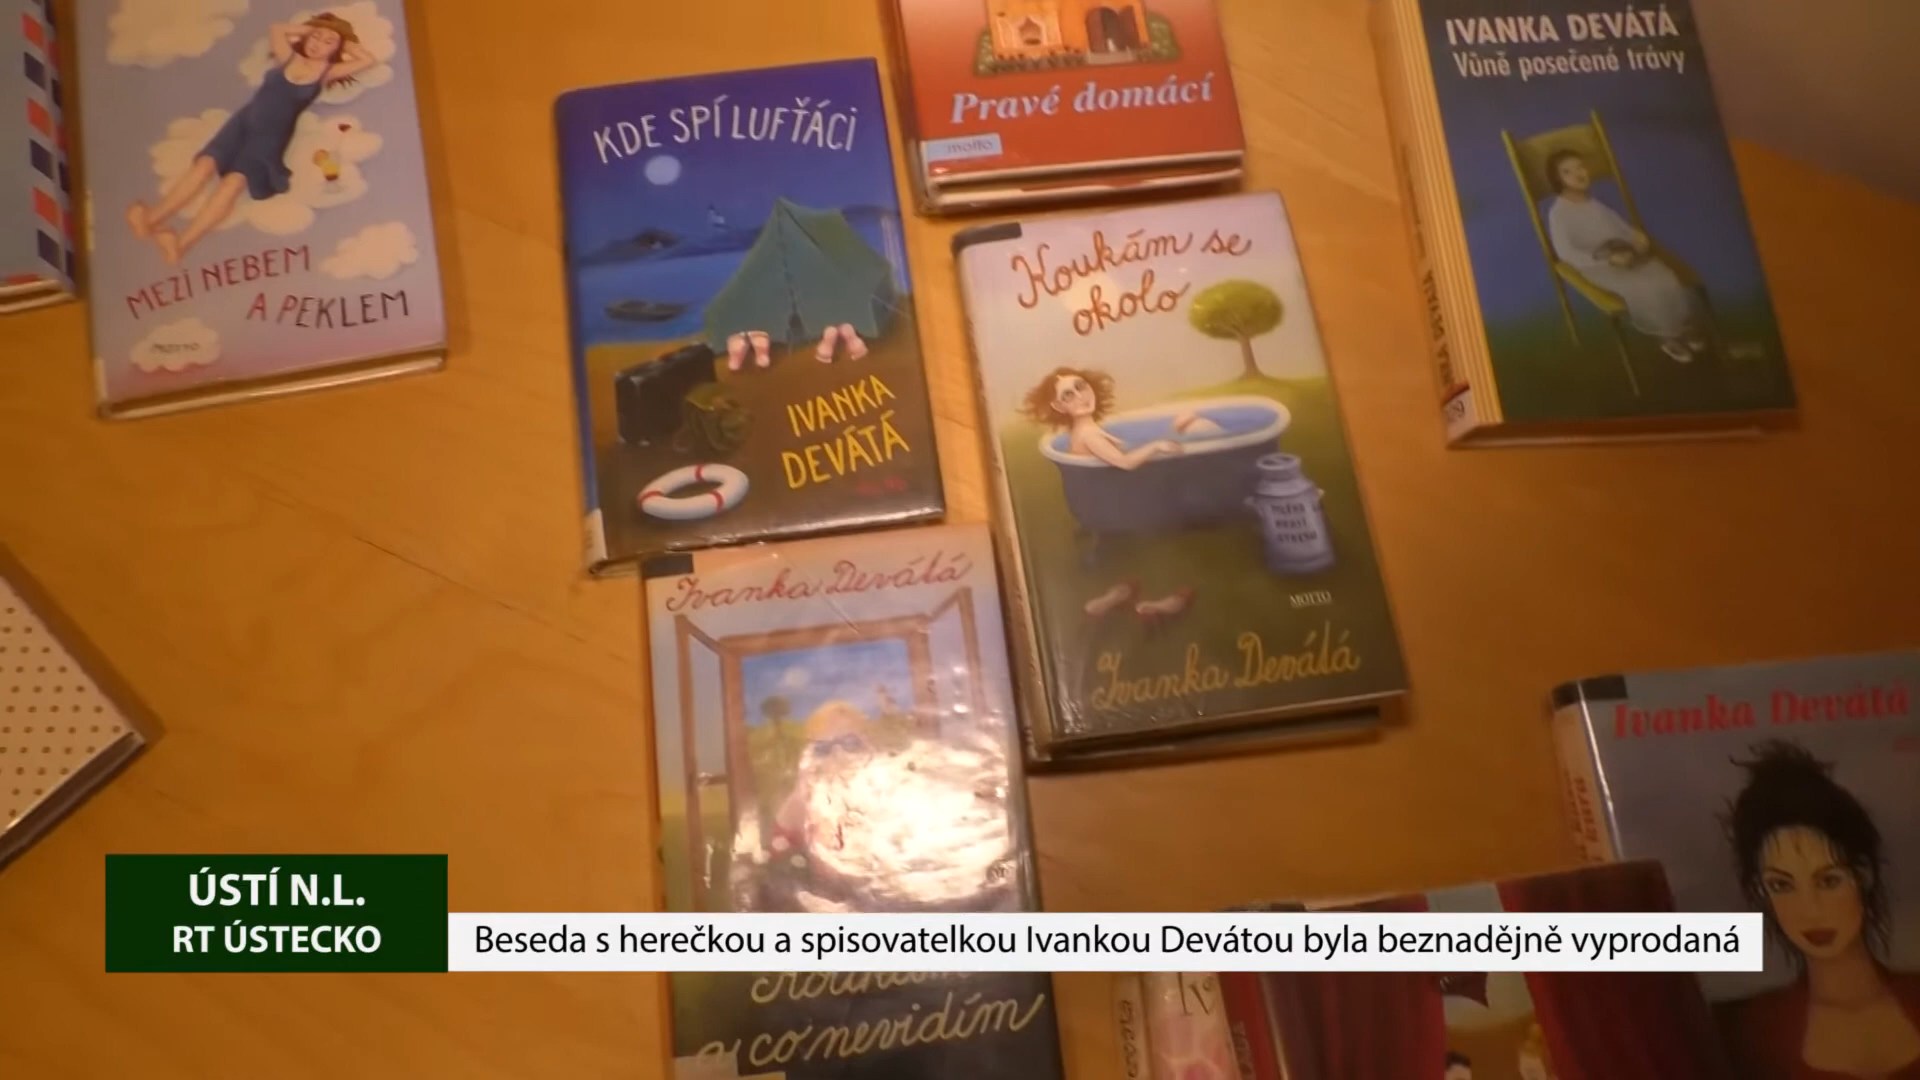 MEZI NEBEM
A PEKLEM
MOTTO
KDE SPÍ LUFŤÁCI
IVANKA
DEVÁTÁ
Pravé domácí
motto
Koukám se
okolo
MOTTO
Ivanka Devátá
IVANKA DEVÁTÁ
Vůně posečené trávy
Ivanka Devátá
a co nevidím
Ivanka Devátá
ÚSTÍ N.L.
RT ÚSTECKO
Beseda s herečkou a spisovatelkou Ivankou Devátou byla beznadějně vyprodaná